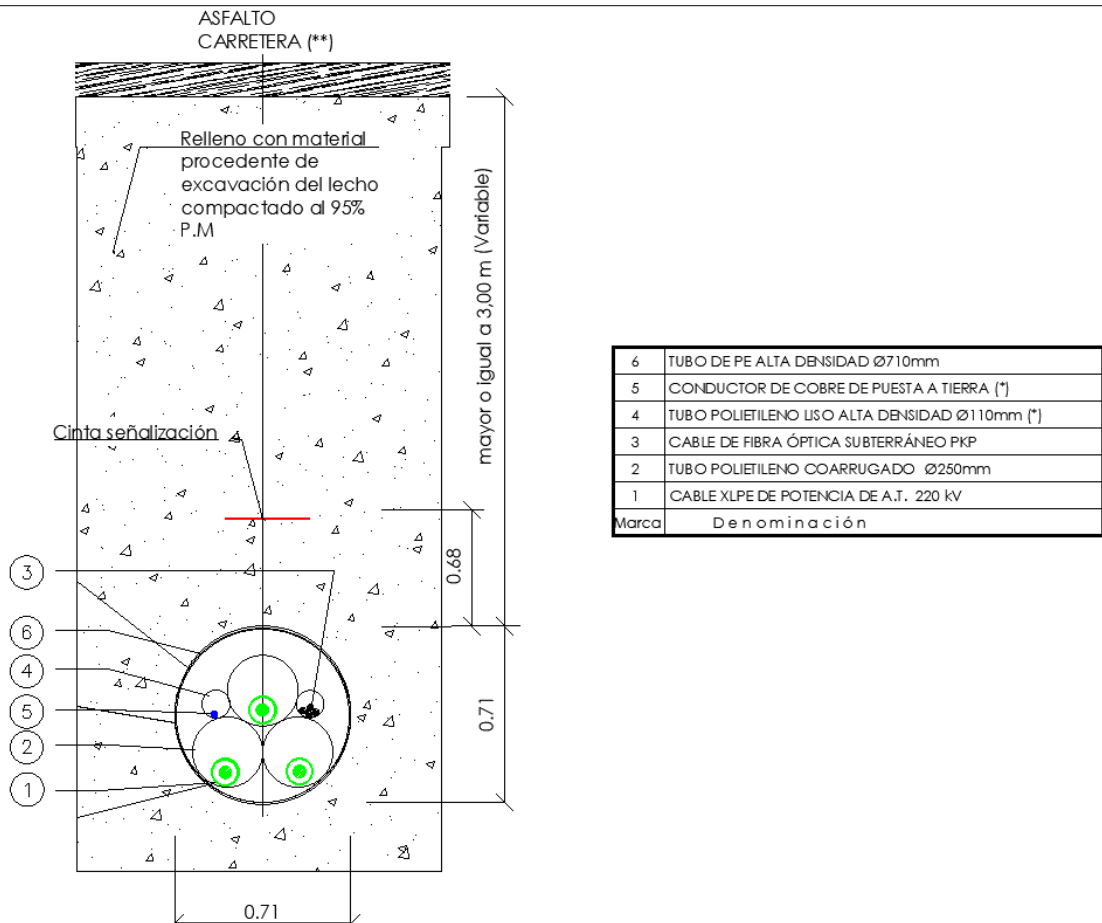 ASFALTO
CARRETERA (**)
Relleno con material
procedente de
excavación del lecho
compactado al 95%
P.M
mayor o igual a 3,00 m (Variable)
Cinta señalización
0.68
3
6
4
5
2
1
0.71
0.71
6 TUBO DE PE ALTA DENSIDAD Ø710mm
5 CONDUCTOR DE COBRE DE PUESTA A TIERRA (*)
4 TUBO POLIETILENO LISO ALTA DENSIDAD Ø110mm (*)
3 CABLE DE FIBRA ÓPTICA SUBTERRÁNEO PKP
2 TUBO POLIETILENO COARRUGADO Ø250mm
1 CABLE XLPE DE POTENCIA DE A.T. 220 kV
Marca Denominación